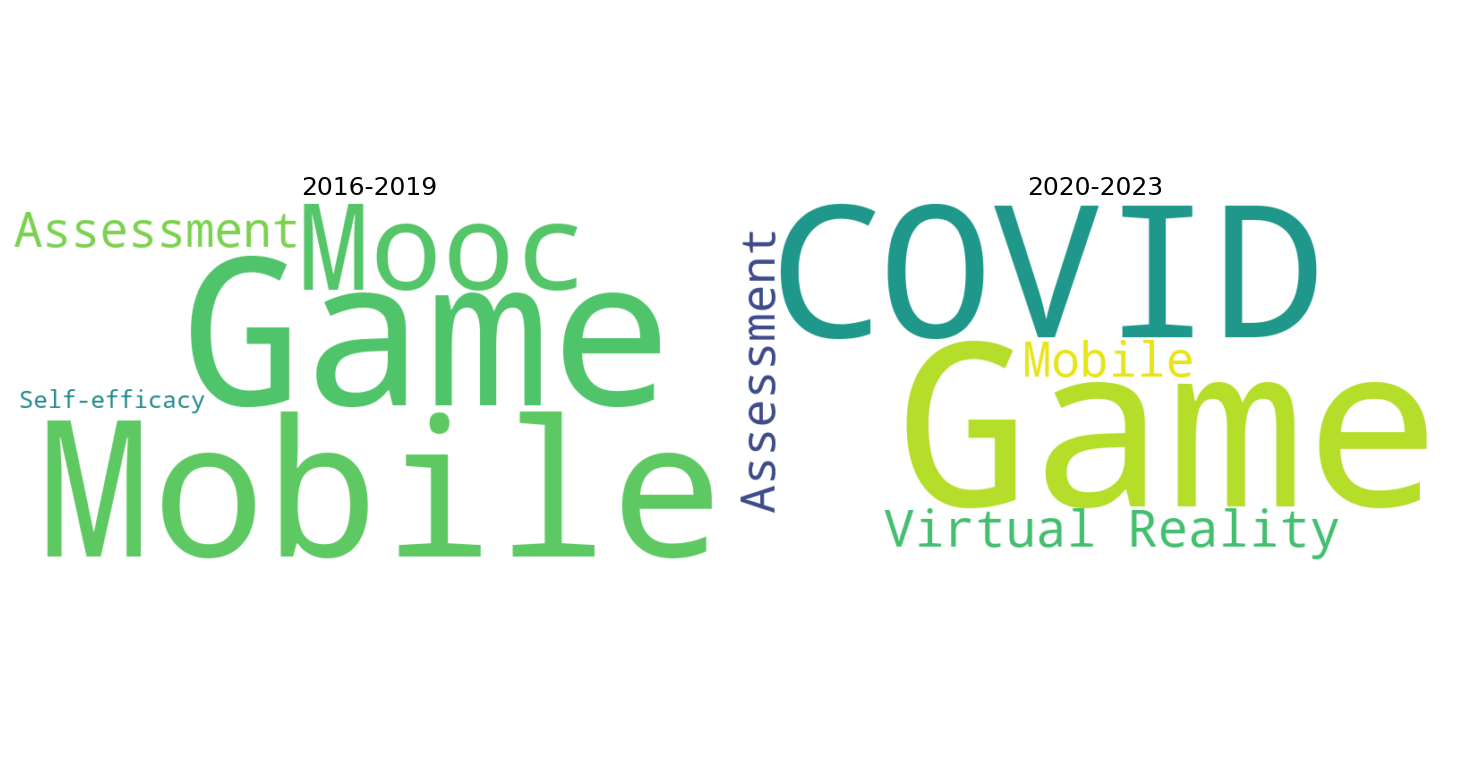 2016-2019
Assessment
Mooc
Game
Self-efficacy
Mobile
2020-2023
COVID
Assessment
Mobile
Game
Virtual Reality